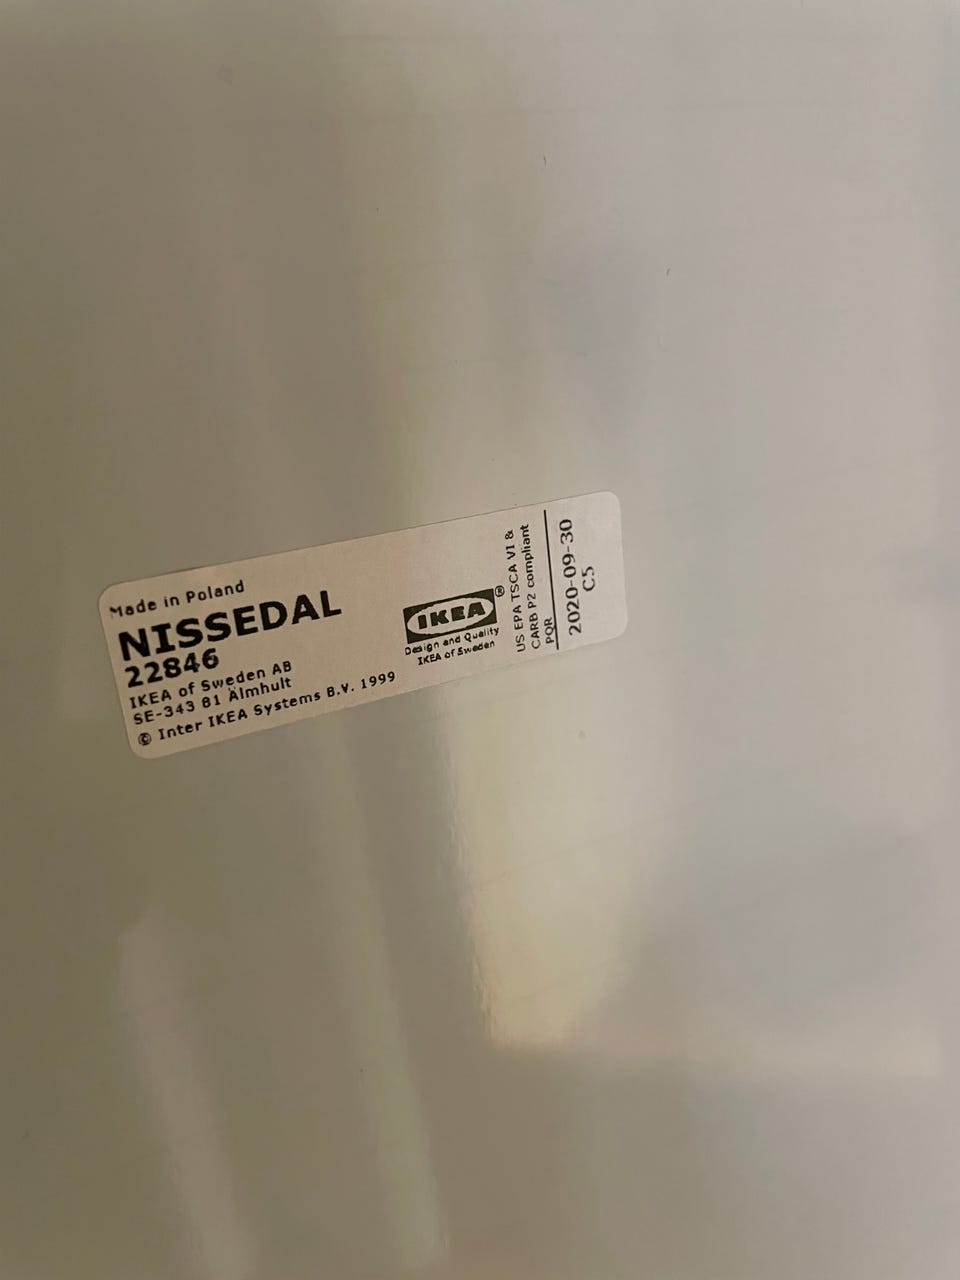 Made in Poland
NISSEDAL
22846
IKEA of Sweden AB
SE-343 81 Älmhult
© Inter IKEA Systems B.V. 1999
IKEA®
Design and Quality
IKEA of Sweden
US EPA TSCA VI &
CARB P2 compliant
PQR
2020-09-30
C5